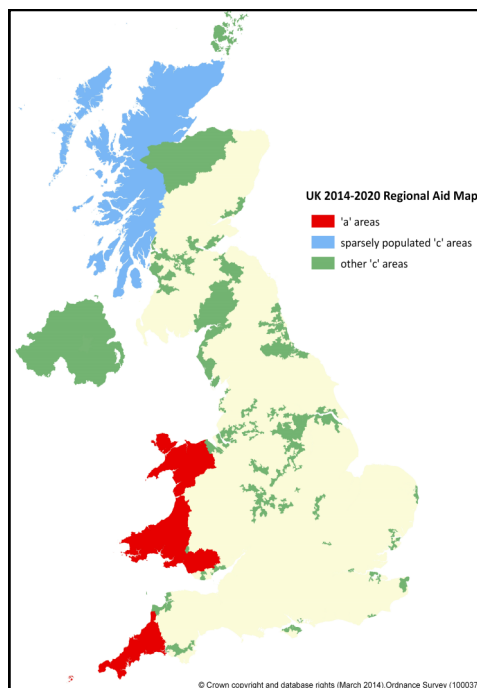 UK 2014-2020 Regional Aid Map
'a' areas
sparsely populated 'c' areas
other 'c' areas
© Crown copyright and database rights (March 2014).Ordnance Survey (100037